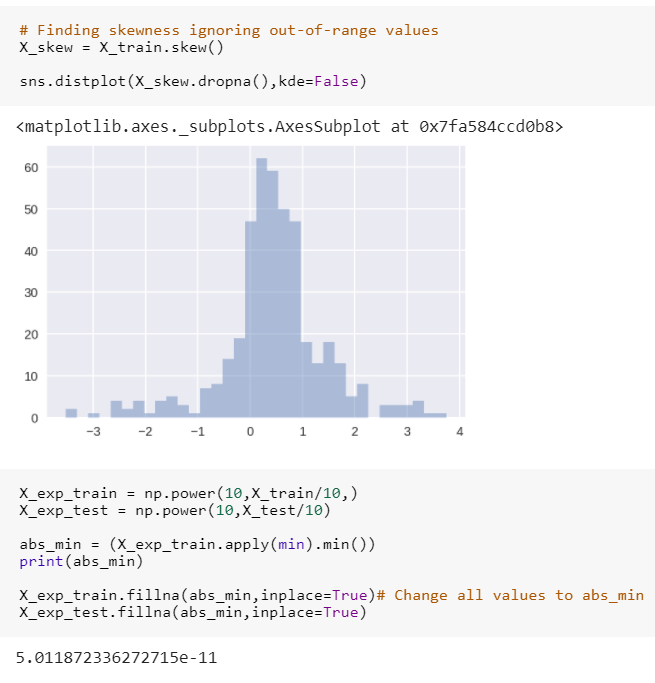 # Finding skewness ignoring out-of-range values
X_skew = X_train.skew()
sns.distplot(X_skew.dropna(),kde=False)
<matplotlib.axes._subplots.AxesSubplot at 0x7fa584ccd0b8>
60
50
40
30
20
10
0
−3 −2 −1 0 1 2 3 4
X_exp_train = np.power(10,X_train/10,)
X_exp_test = np.power(10,X_test/10)
abs_min = (X_exp_train.apply(min).min())
print(abs_min)
X_exp_train.fillna(abs_min,inplace=True)# Change all values to abs_min
X_exp_test.fillna(abs_min,inplace=True)
5.011872336272715e-11